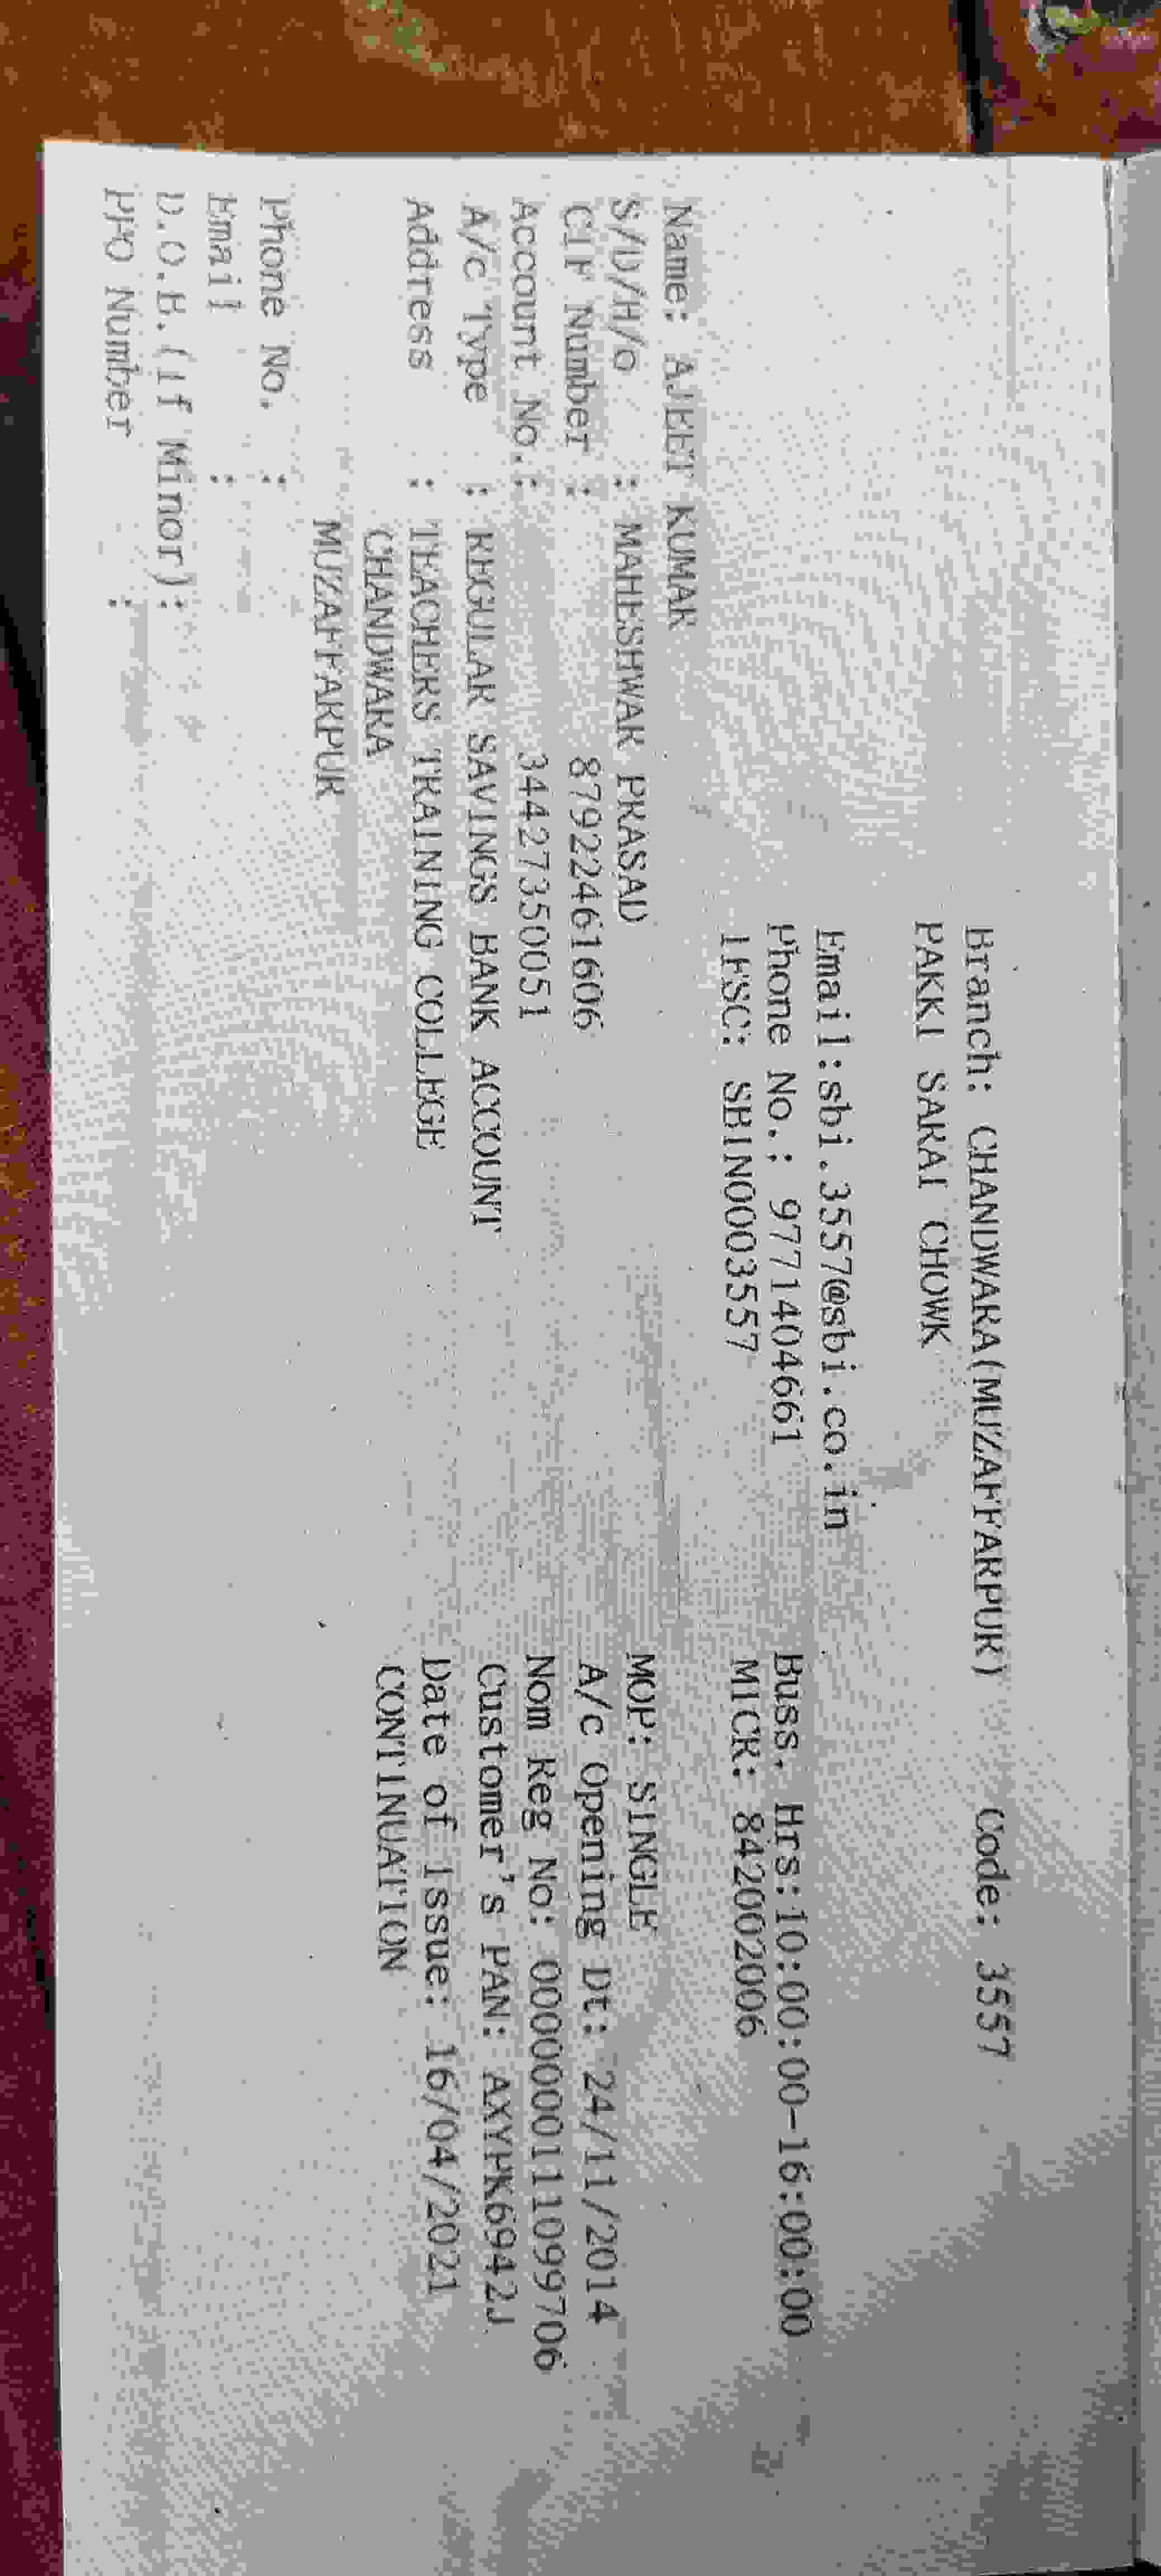 Branch: CHANDWARA(MUZAFFARPUR) Code: 3557
PAKKI SARAI CHOWK
Email:sbi.3557@sbi.co.in
Phone No.: 9771404661 Buss. Hrs:10:00:00-16:00:00
IFSC: SBIN0003557 MICR: 842002006
Name: AJEET KUMAR
S/D/H/o : MAHESHWAR PRASAD MOP: SINGLE
CIF Number : 87922461606 A/c Opening Dt: 24/11/2014
Account No.: 34427350051 Nom Reg No: 0000000111099706
A/c Type : REGULAR SAVINGS BANK ACCOUNT Customer's PAN: AXYPK6942J
Address : TEACHERS TRAINING COLLEGE Date of Issue: 16/04/2021
CHANDWARA CONTINUATION
MUZAFFARPUR
Phone No. :
Email :
D.O.B.(If Minor):
PPO Number :